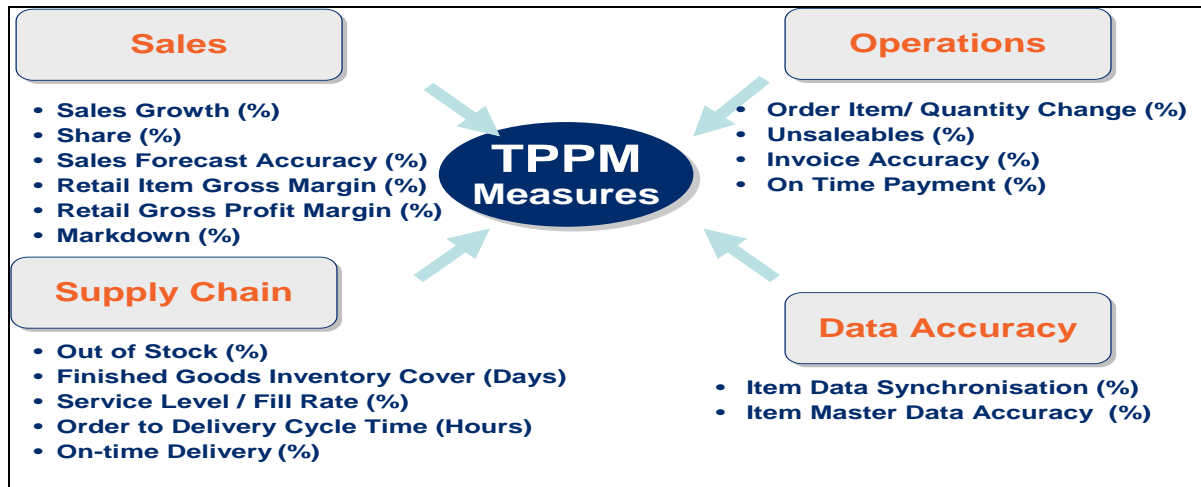 Sales
• Sales Growth (%)
• Share (%)
• Sales Forecast Accuracy (%)
• Retail Item Gross Margin (%)
• Retail Gross Profit Margin (%)
• Markdown (%)
Operations
• Order Item/ Quantity Change (%)
• Unsaleables (%)
• Invoice Accuracy (%)
• On Time Payment (%)
TPPM
Measures
Supply Chain
• Out of Stock (%)
• Finished Goods Inventory Cover (Days)
• Service Level / Fill Rate (%)
• Order to Delivery Cycle Time (Hours)
• On-time Delivery (%)
Data Accuracy
• Item Data Synchronisation (%)
• Item Master Data Accuracy (%)